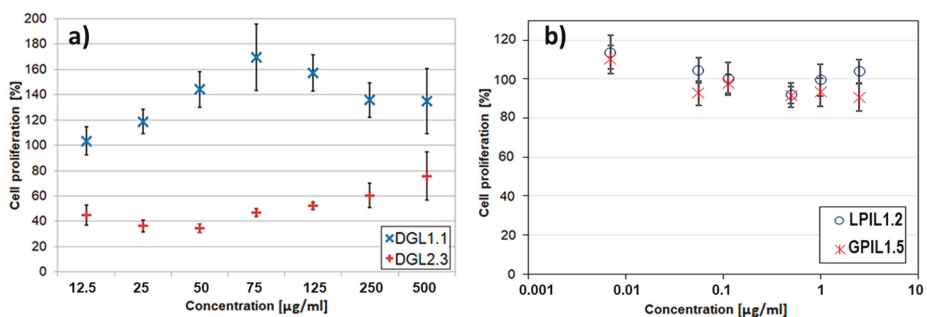 a)
Cell proliferation [%]
200
180
160
140
120
100
80
60
40
20
0
12.5 25 50 75 125 250 500
Concentration [µg/ml]
DGL1.1
DGL2.3
b)
Cell proliferation [%]
120
100
80
60
40
20
0
0.001 0.01 0.1 1 10
Concentration [µg/ml]
LPIL1.2
GPIL1.5